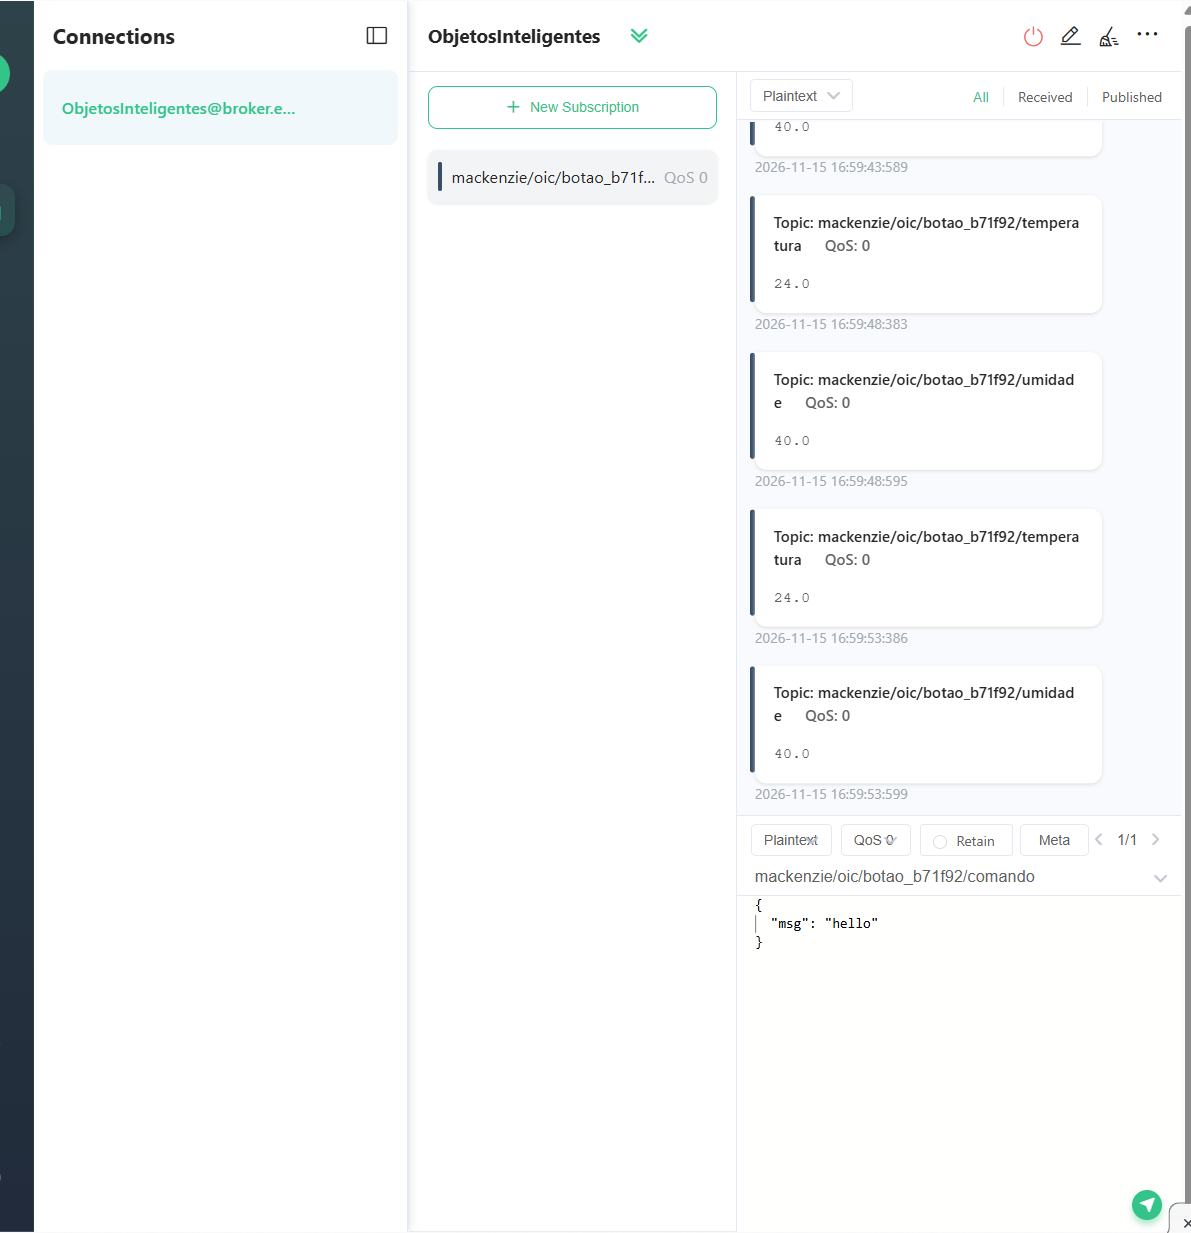 Connections
ObjetosInteligentes@broker.e...
ObjetosInteligentes
+ New Subscription
mackenzie/oic/botao_b71f... QoS 0
Plaintext
All
Received
Published
40.0
2026-11-15 16:59:43:589
Topic: mackenzie/oic/botao_b71f92/tempera
tura QoS: 0
24.0
2026-11-15 16:59:48:383
Topic: mackenzie/oic/botao_b71f92/umidad
e QoS: 0
40.0
2026-11-15 16:59:48:595
Topic: mackenzie/oic/botao_b71f92/tempera
tura QoS: 0
24.0
2026-11-15 16:59:53:386
Topic: mackenzie/oic/botao_b71f92/umidad
e QoS: 0
40.0
2026-11-15 16:59:53:599
Plaintext QoS 0 Retain Meta 1/1
mackenzie/oic/botao_b71f92/comando
{
"msg": "hello"
}